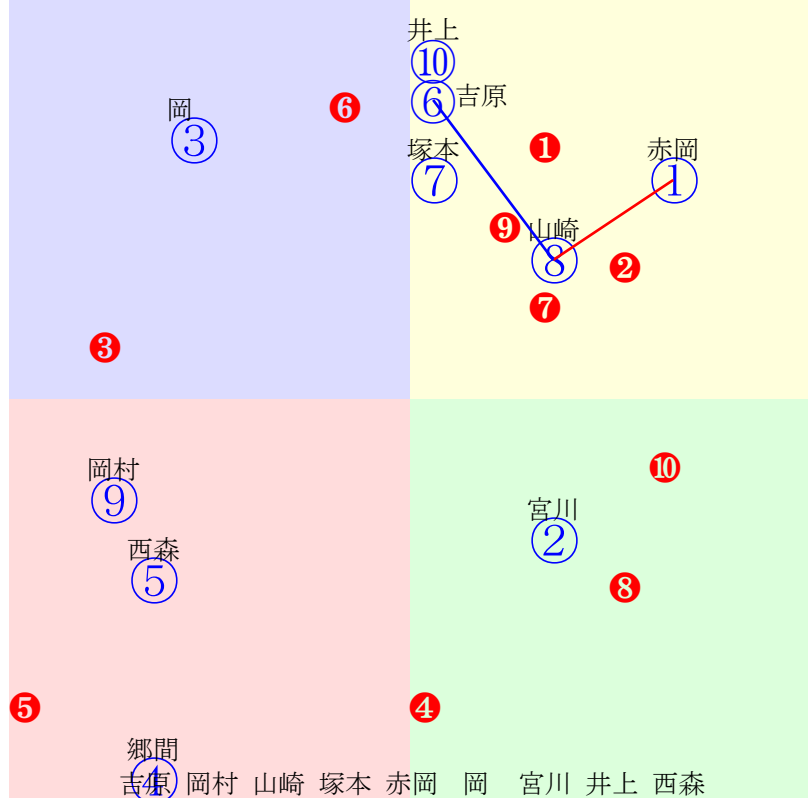 井上
⑩
⑥ 吉原
岡
❻
③
塚本
❶
赤岡
⑦
①
❾
山崎
⑧
❷
❼
❸
岡村
❿
⑨
宮川
西森
②
⑤
❽
❺
❹
郷間
④
吉原 岡村 山崎 塚本 赤岡 岡 宮川 井上 西森